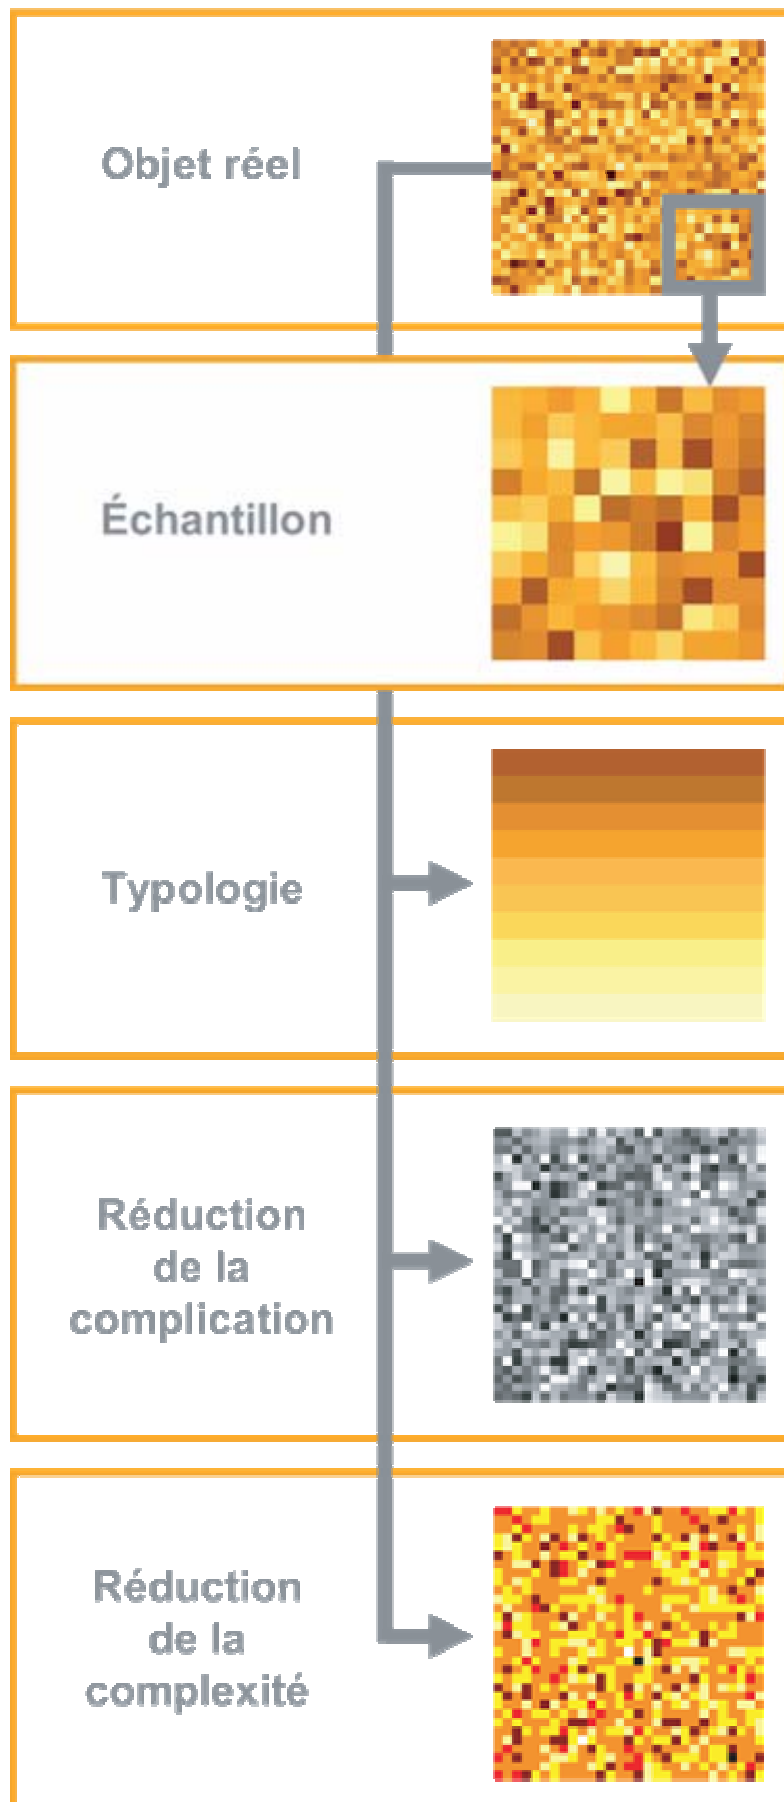 Objet réel
Échantillon
Typologie
Réduction
de la
complication
Réduction
de la
complexité